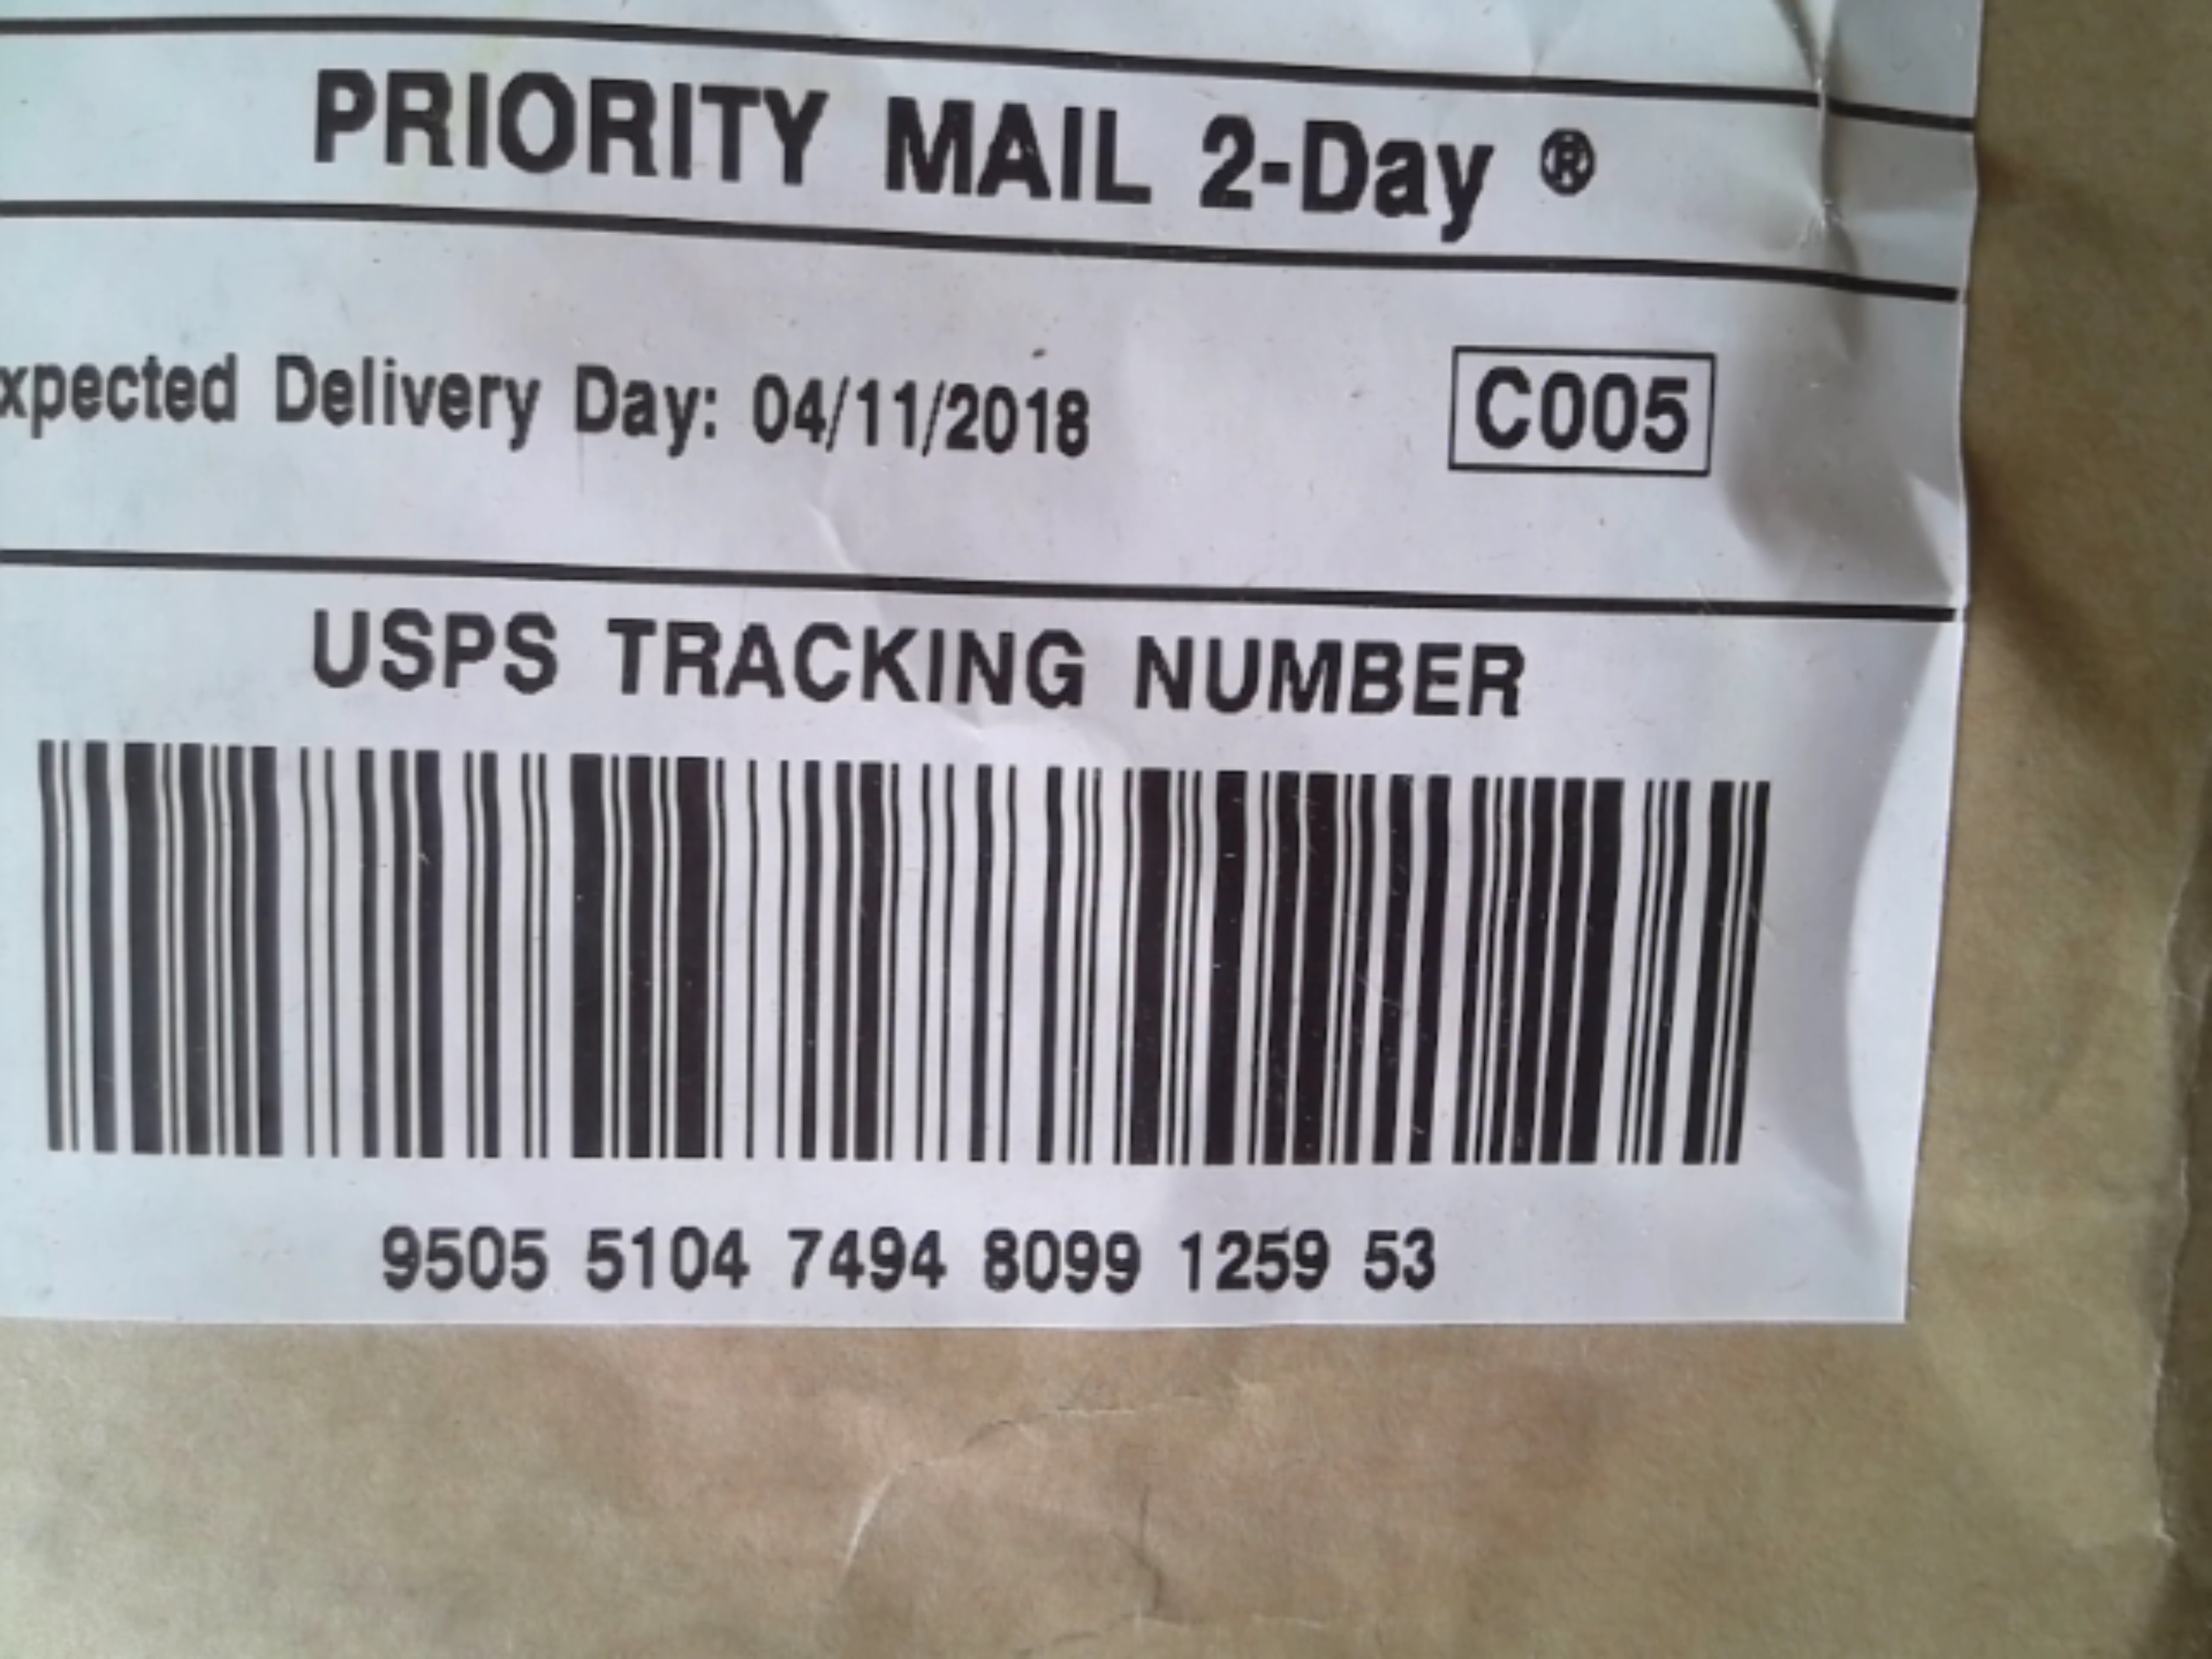 PRIORITY MAIL 2-Day ®
xpected Delivery Day: 04/11/2018
C005
USPS TRACKING NUMBER
9505 5104 7494 8099 1259 53